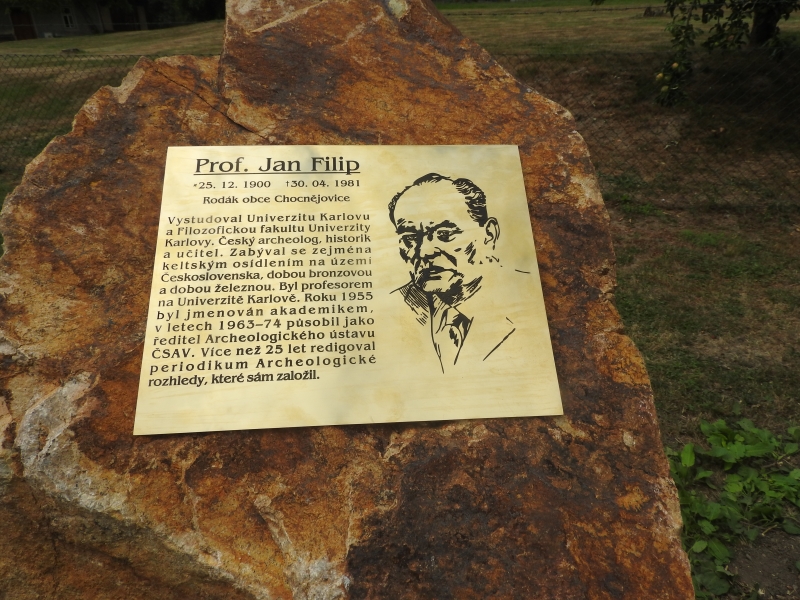 Prof. Jan Filip
*25. 12. 1900 †30. 04. 1981
Rodák obce Chocnějovice
Vystudoval Univerzitu Karlovu
a Filozofickou fakultu Univerzity
Karlovy. Český archeolog, historik
a učitel. Zabýval se zejména
keltským osídlením na území
Československa, dobou bronzovou
a dobou železnou. Byl profesorem
na Univerzitě Karlově. Roku 1955
byl jmenován akademikem,
v letech 1963–74 působil jako
ředitel Archeologického ústavu
ČSAV. Více než 25 let redigoval
periodikum Archeologické
rozhledy, které sám založil.